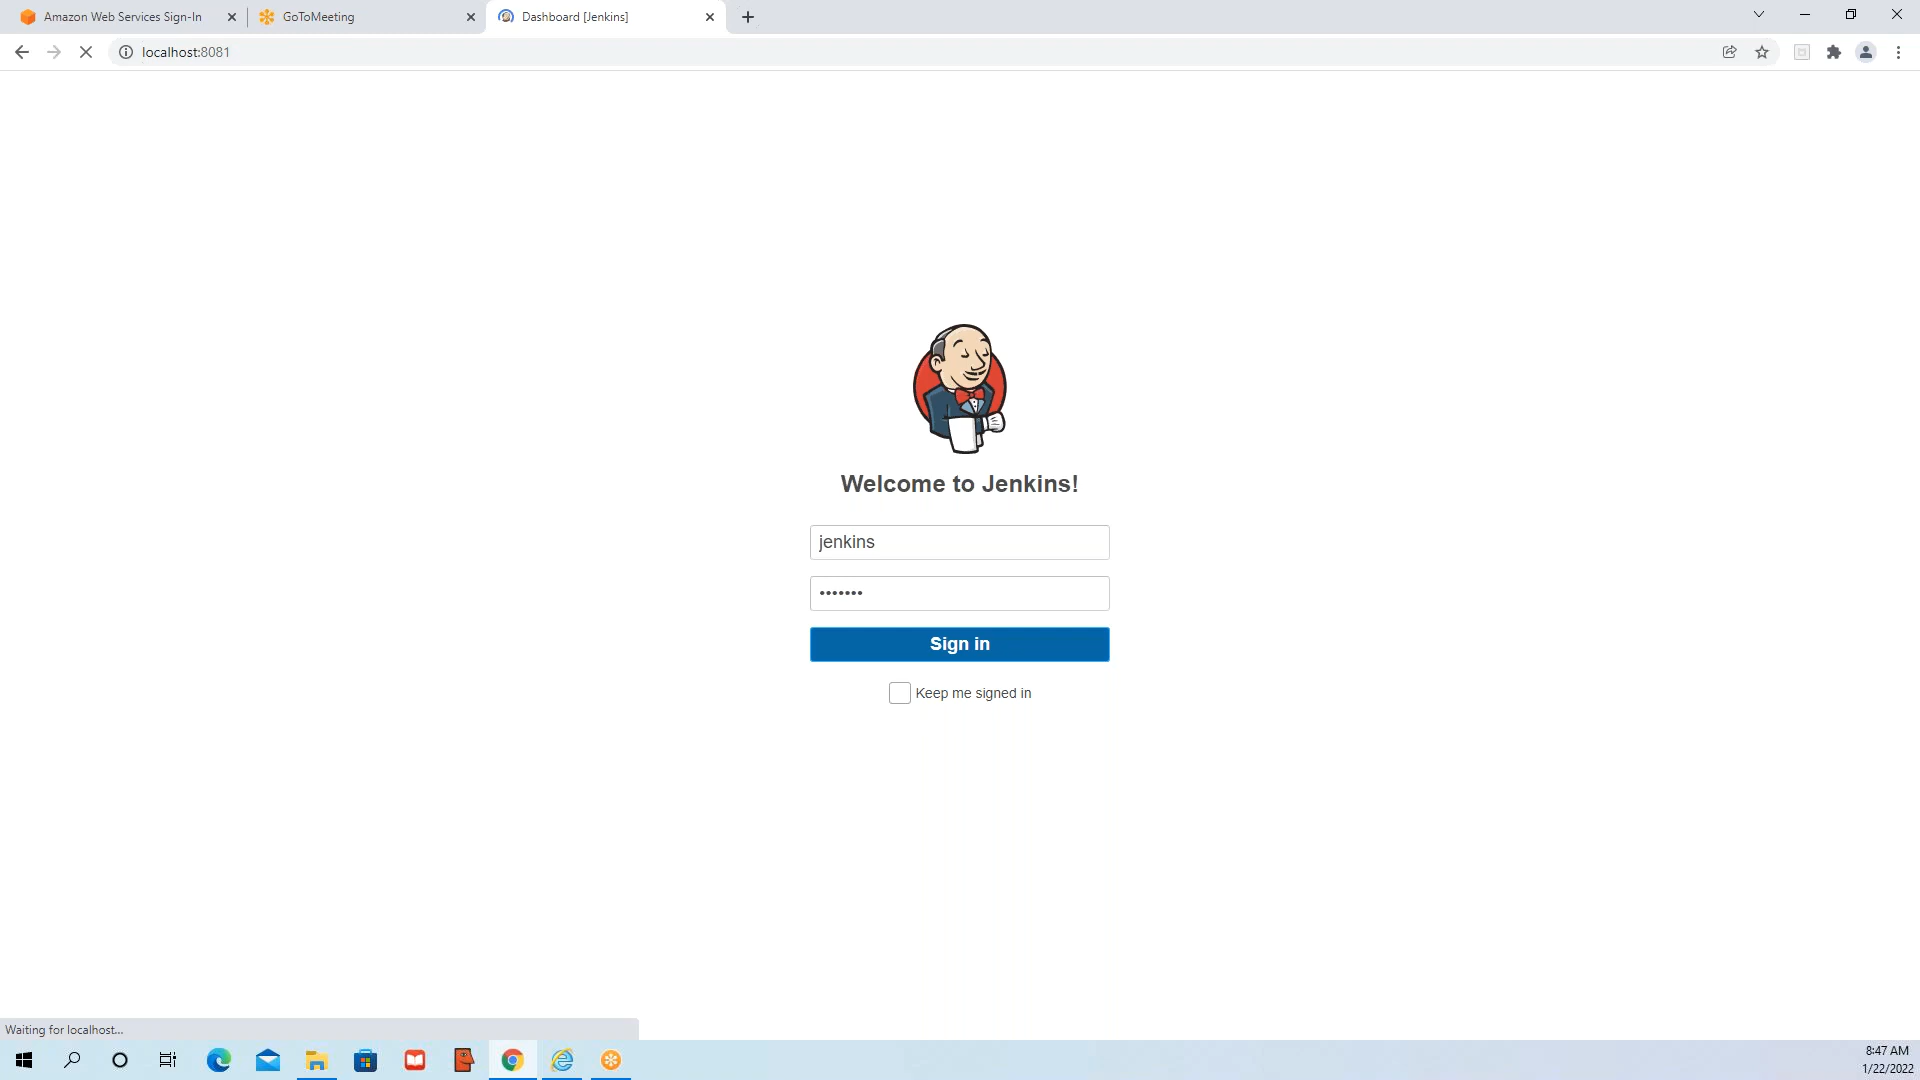 Amazon Web Services Sign-In
GoToMeeting
Dashboard [Jenkins]
localhost:8081
Welcome to Jenkins!
jenkins
•••••••
Sign in
Keep me signed in
Waiting for localhost...
8:47 AM
1/22/2022